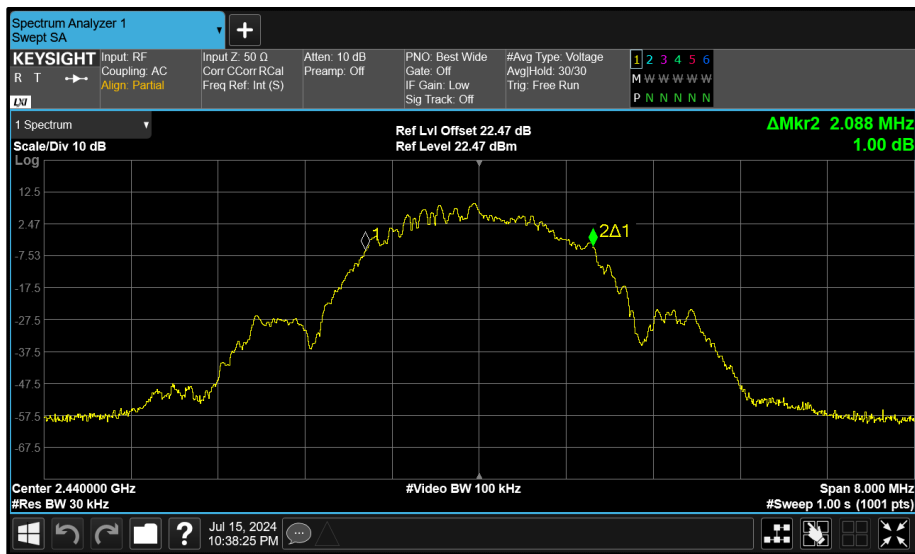 Spectrum Analyzer 1
Swept SA
KEYSIGHT
R T
LXI
Input: RF
Coupling: AC
Align: Partial
Input Z: 50 Ω
Corr CCorr RCal
Freq Ref: Int (S)
Atten: 10 dB
Preamp: Off
PNO: Best Wide
Gate: Off
IF Gain: Low
Sig Track: Off
#Avg Type: Voltage
Avg|Hold: 30/30
Trig: Free Run
1 2 3 4 5 6
M W W W W W
P N N N N N
1 Spectrum
Scale/Div 10 dB
Ref Lvl Offset 22.47 dB
Ref Level 22.47 dBm
ΔMkr2 2.088 MHz
1.00 dB
Log
12.5
2.47
-7.53
-17.5
-27.5
-37.5
-47.5
-57.5
-67.5
1
2Δ1
Center 2.440000 GHz
#Res BW 30 kHz
#Video BW 100 kHz
Span 8.000 MHz
#Sweep 1.00 s (1001 pts)
?
Jul 15, 2024
10:38:25 PM